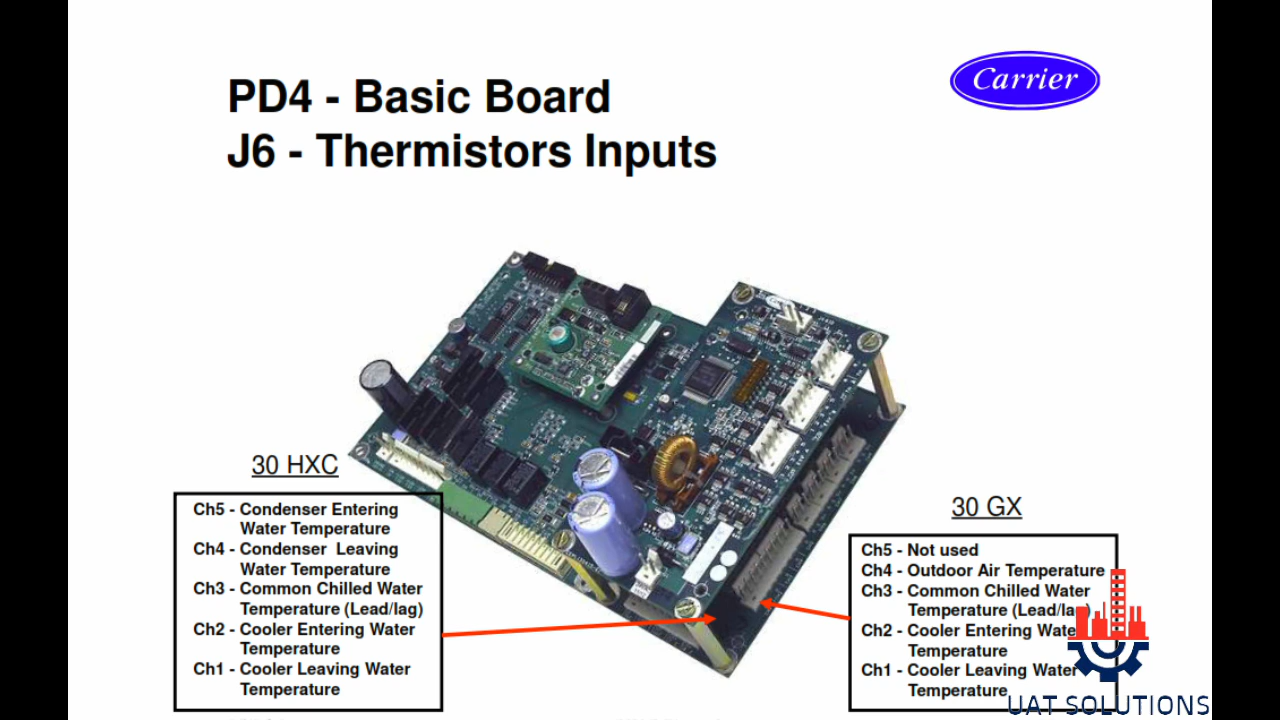 PD4 - Basic Board
J6 - Thermistors Inputs
Carrier
30 HXC
Ch5 - Condenser Entering
Water Temperature
Ch4 - Condenser Leaving
Water Temperature
Ch3 - Common Chilled Water
Temperature (Lead/lag)
Ch2 - Cooler Entering Water
Temperature
Ch1 - Cooler Leaving Water
Temperature
30 GX
Ch5 - Not used
Ch4 - Outdoor Air Temperature
Ch3 - Common Chilled Water
Temperature (Lead/lag)
Ch2 - Cooler Entering Water
Temperature
Ch1 - Cooler Leaving Water
Temperature
UAT SOLUTIONS